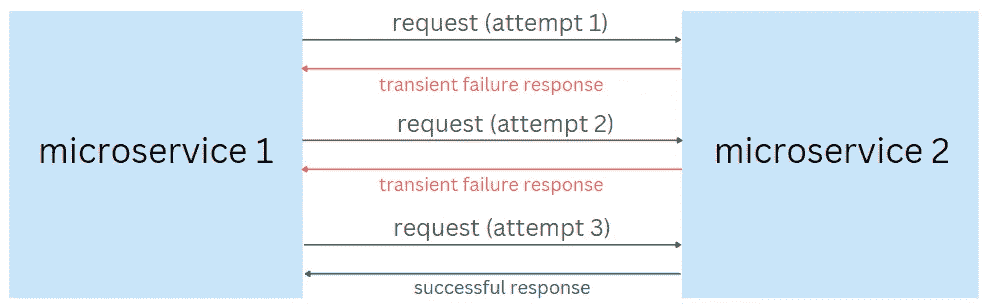 request (attempt 1)
transient failure response
request (attempt 2)
microservice 1
microservice 2
transient failure response
request (attempt 3)
successful response